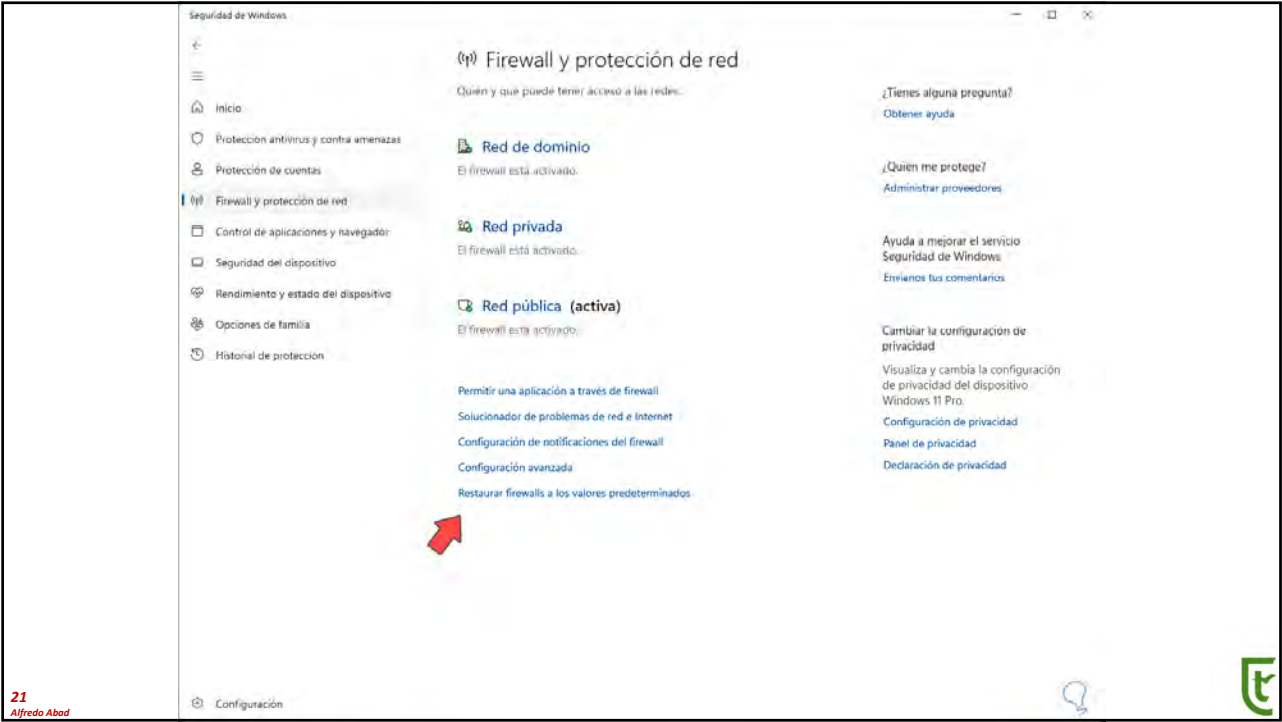 Seguridad de Windows
Inicio
Protección antivirus y contra amenazas
Protección de cuentas
Firewall y protección de red
Control de aplicaciones y navegador
Seguridad del dispositivo
Rendimiento y estado del dispositivo
Opciones de familia
Historial de protección
Configuración
Firewall y protección de red
Quién y qué puede tener acceso a las redes.
Red de dominio
El firewall está activado.
Red privada
El firewall está activado.
Red pública (activa)
El firewall está activado.
Permitir una aplicación a través de firewall
Solucionador de problemas de red e Internet
Configuración de notificaciones del firewall
Configuración avanzada
Restaurar firewalls a los valores predeterminados
¿Tienes alguna pregunta?
Obtener ayuda
¿Quién me protege?
Administrar proveedores
Ayuda a mejorar el servicio
Seguridad de Windows
Envíanos tus comentarios
Cambiar la configuración de
privacidad
Visualiza y cambia la configuración
de privacidad del dispositivo
Windows 11 Pro.
Configuración de privacidad
Panel de privacidad
Declaración de privacidad
21
Alfredo Abad